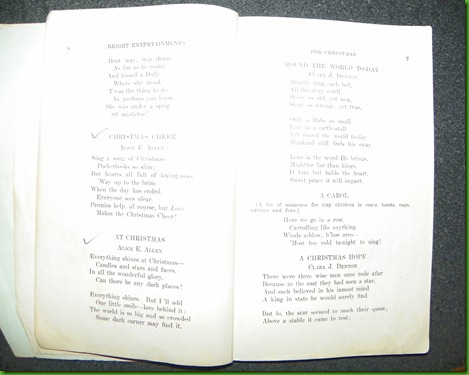 8
BRIGHT ENTERTAINMENTS
Bent 'way, 'way down
As far as he could,
And kissed a Dolly
Where she stood.
T'was the thing to do—
Ay, perhaps you know,
She was under a sprig
Of mistletoe!
CHRISTMAS CHEER
ALICE E. ALLEN
Sing a song of Christmas
Pocketbooks so slim;
But hearts all full of loving-ness,
'Way up to the brim.
When the day has ended,
Everyone sees clear
Pennies help, of course, but Love
Makes the Christmas Cheer!
AT CHRISTMAS
ALICE E. ALLEN
Everything shines at Christmas—
Candles and stars and faces,
In all the wonderful glory,
Can there be any dark places?
Everything shines. But I'll add
One little smile—love behind it;
The world is so big and so crowded
Some dark corner may find it.
FOR CHRISTMAS
9
ROUND THE WORLD TO-DAY
CLARA J. DENTON
Merrily ring each bell,
All the story retell,
Story so old, yet new,
Story so strange, yet true.
Only a Babe so small,
Low in a cattle-stall
Yet round the world to-day
Mankind still finds his sway.
Love is the word He brings,
Mightier far than kings,
If love but holds the heart,
Sweet peace it will impart.
A CAROL
[A bit of nonsense for tiny children in coats, hoods, caps, mittens and furs.]
Here we go in a row,
Carrolling like anything,
Winds a-blow, b'low zero—
'Most too cold tonight to sing!
A CHRISTMAS HOPE
CLARA J. DENTON
There were three wise men once rode afar
Because in the east they had seen a star,
And each believed in his inmost mind
A king in state he would surely find
But lo, the star seemed to mock their quest,
Above a stable it came to rest,